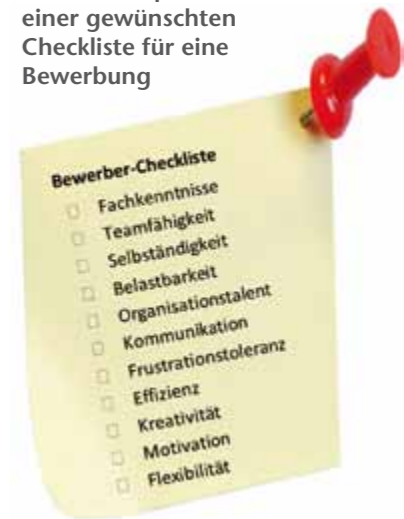 einer gewünschten
Checkliste für eine
Bewerbung
Bewerber-Checkliste
Fachkenntnisse
Teamfähigkeit
Selbständigkeit
Belastbarkeit
Organisationstalent
Kommunikation
Frustrationstoleranz
Effizienz
Kreativität
Motivation
Flexibilität